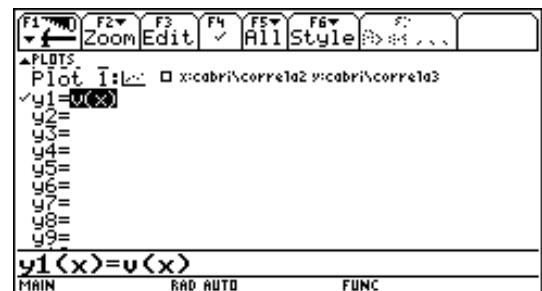 F1 F2 F3 F4 F5 F6 F7
Zoom Edit ✓ All Style
PLOTS
Plot 1: x:cabri\correla2 y:cabri\correla3
✓y1=v(x)
y2=
y3=
y4=
y5=
y6=
y7=
y8=
y9=
y1(x)=v(x)
MAIN RAD AUTO FUNC